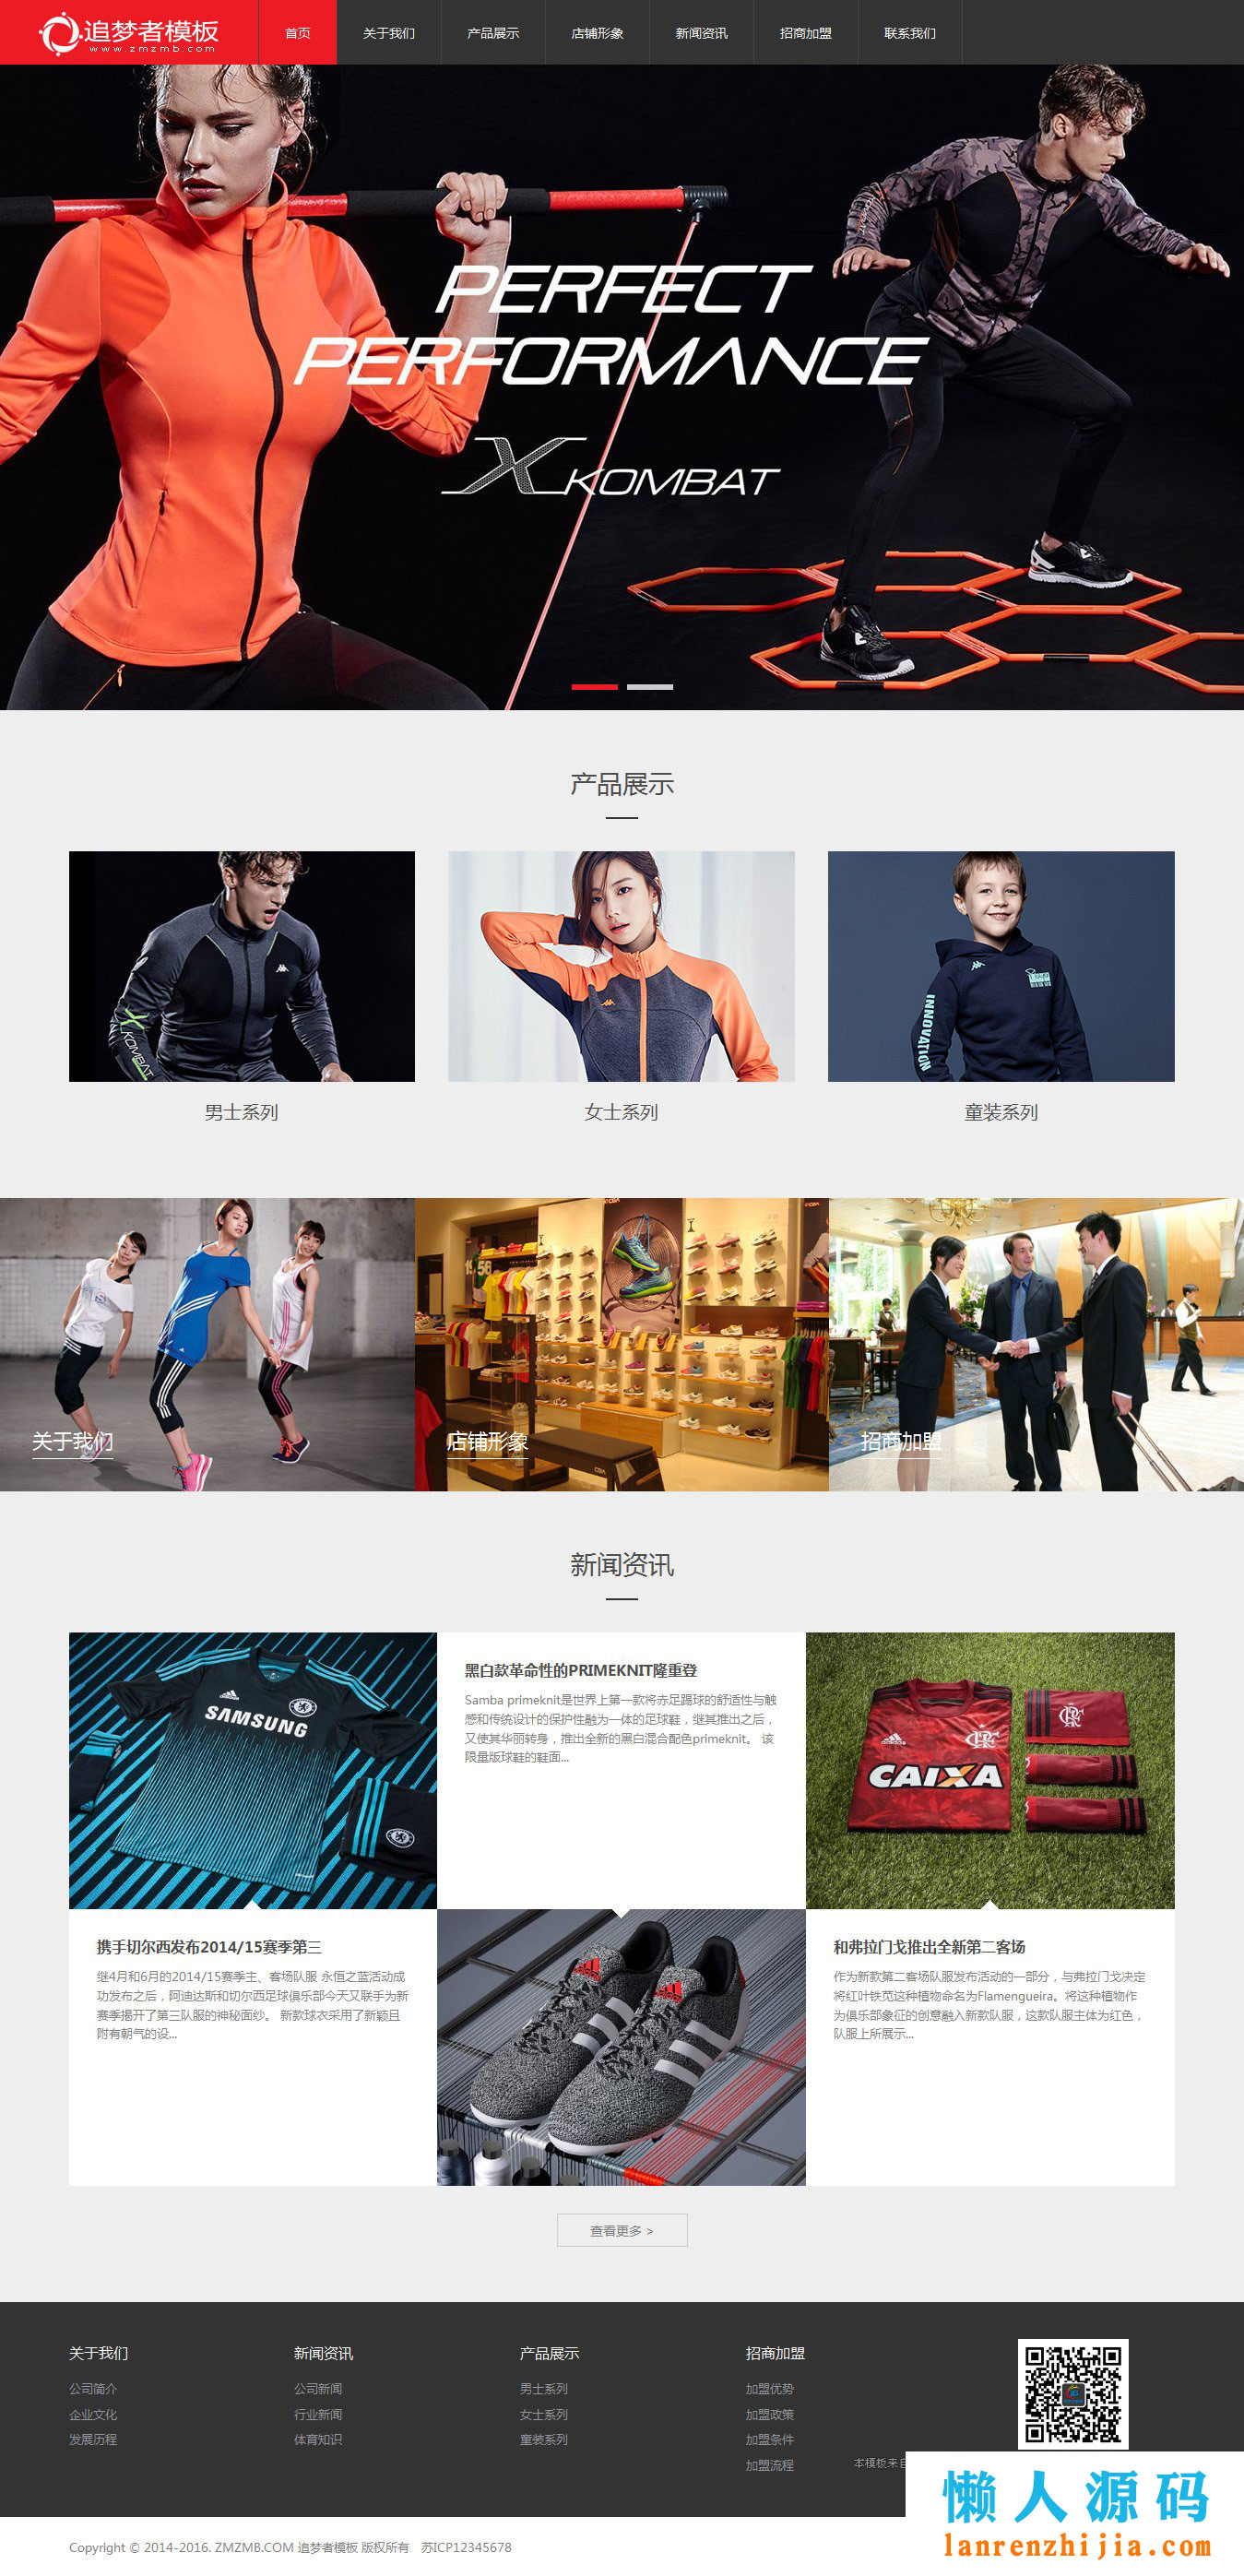 追梦者模板
www.zmzmb.com
首页
关于我们
产品展示
店铺形象
新闻资讯
招商加盟
联系我们
PERFECT
PERFORMANCE
X KOMBAT
产品展示
X KOMBAT
INNOVATION
男士系列
女士系列
童装系列
关于我们
店铺形象
招商加盟
新闻资讯
adidas
SAMSUNG
黑白款革命性的PRIMEKNIT隆重登
Samba primeknit是世界上第一款将赤足踢球的舒适性与触
感和传统设计的保护性融为一体的足球鞋，继其推出之后，
又使其华丽转身，推出全新的黑白混合配色primeknit。 该
限量版球鞋的鞋面...
adidas
CAIXA
携手切尔西发布2014/15赛季第三
继4月和6月的2014/15赛季主、客场队服 永恒之蓝活动成
功发布之后，阿迪达斯和切尔西足球俱乐部今天又联手为新
赛季揭开了第三队服的神秘面纱。 新款球衣采用了新颖且
附有朝气的设...
和弗拉门戈推出全新第二客场
作为新款第二客场队服发布活动的一部分，与弗拉门戈决定
将红叶铁苋这种植物命名为Flamengueira。将这种植物作
为俱乐部象征的创意融入新款队服，这款队服主体为红色，
队服上所展示...
查看更多 >
关于我们
公司简介
企业文化
发展历程
新闻资讯
公司新闻
行业新闻
体育知识
产品展示
男士系列
女士系列
童装系列
招商加盟
加盟优势
加盟政策
加盟条件
加盟流程
本模板来自
懒人源码
lanrenzhijia.com
Copyright © 2014-2016. ZMZMB.COM 追梦者模板 版权所有 苏ICP12345678